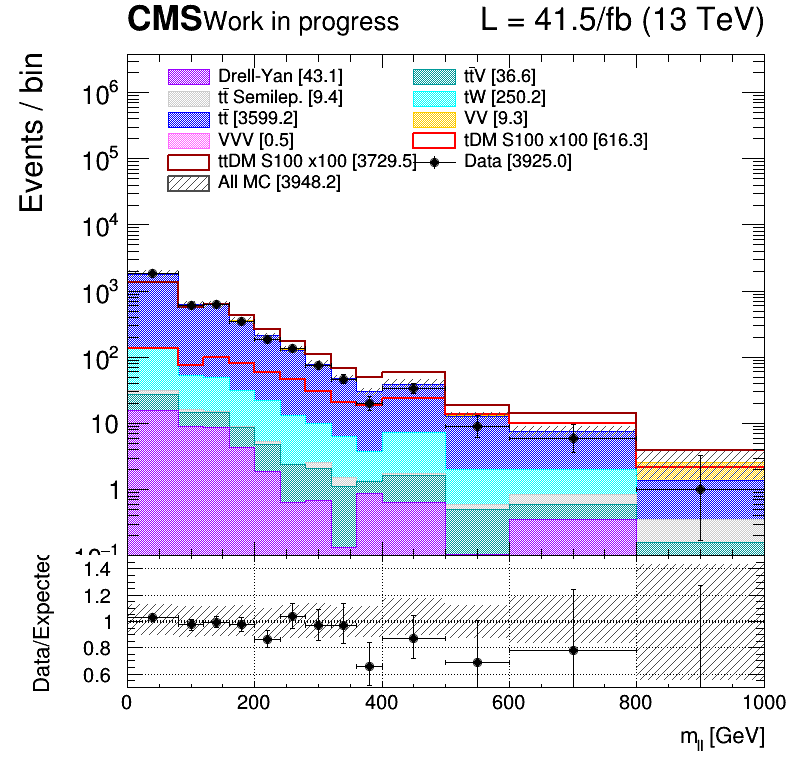 CMS Work in progress L = 41.5/fb (13 TeV)
Events / bin
Drell-Yan [43.1] tt̄V [36.6]
tt̄ Semilep. [9.4] tW [250.2]
tt̄ [3599.2] VV [9.3]
VVV [0.5] tDM S100 x100 [616.3]
ttDM S100 x100 [3729.5] Data [3925.0]
All MC [3948.2]
10⁶
10⁵
10⁴
10³
10²
10
1
10⁻¹
Data/Expected
1.4
1.2
1
0.8
0.6
0 200 400 600 800 1000
m_ll [GeV]